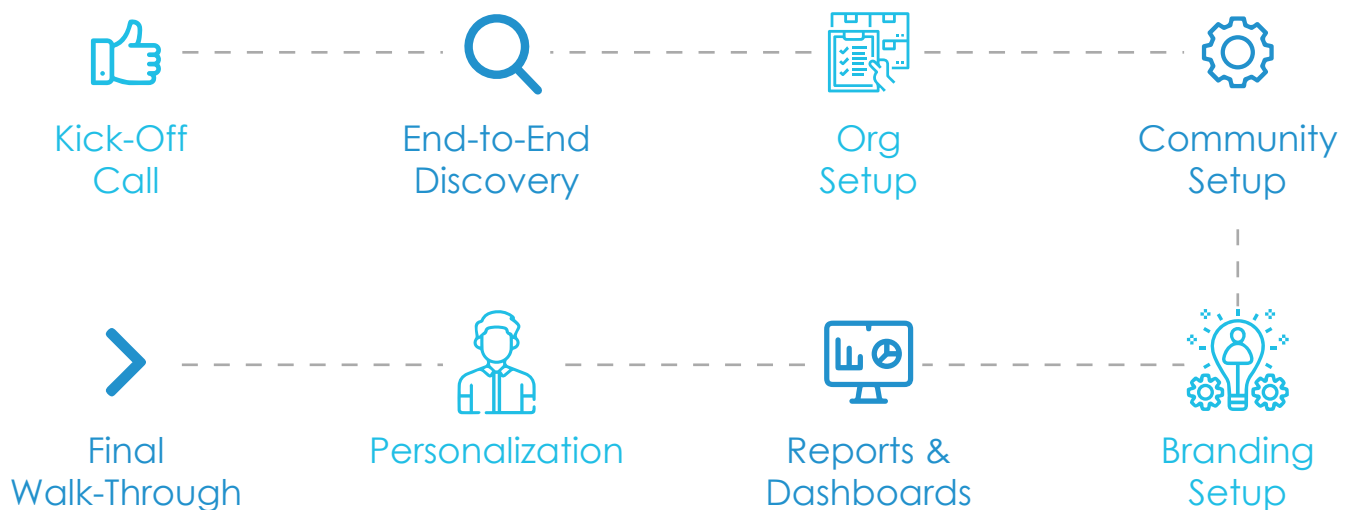 Kick-Off
Call
End-to-End
Discovery
Org
Setup
Community
Setup
Final
Walk-Through
Personalization
Reports &
Dashboards
Branding
Setup